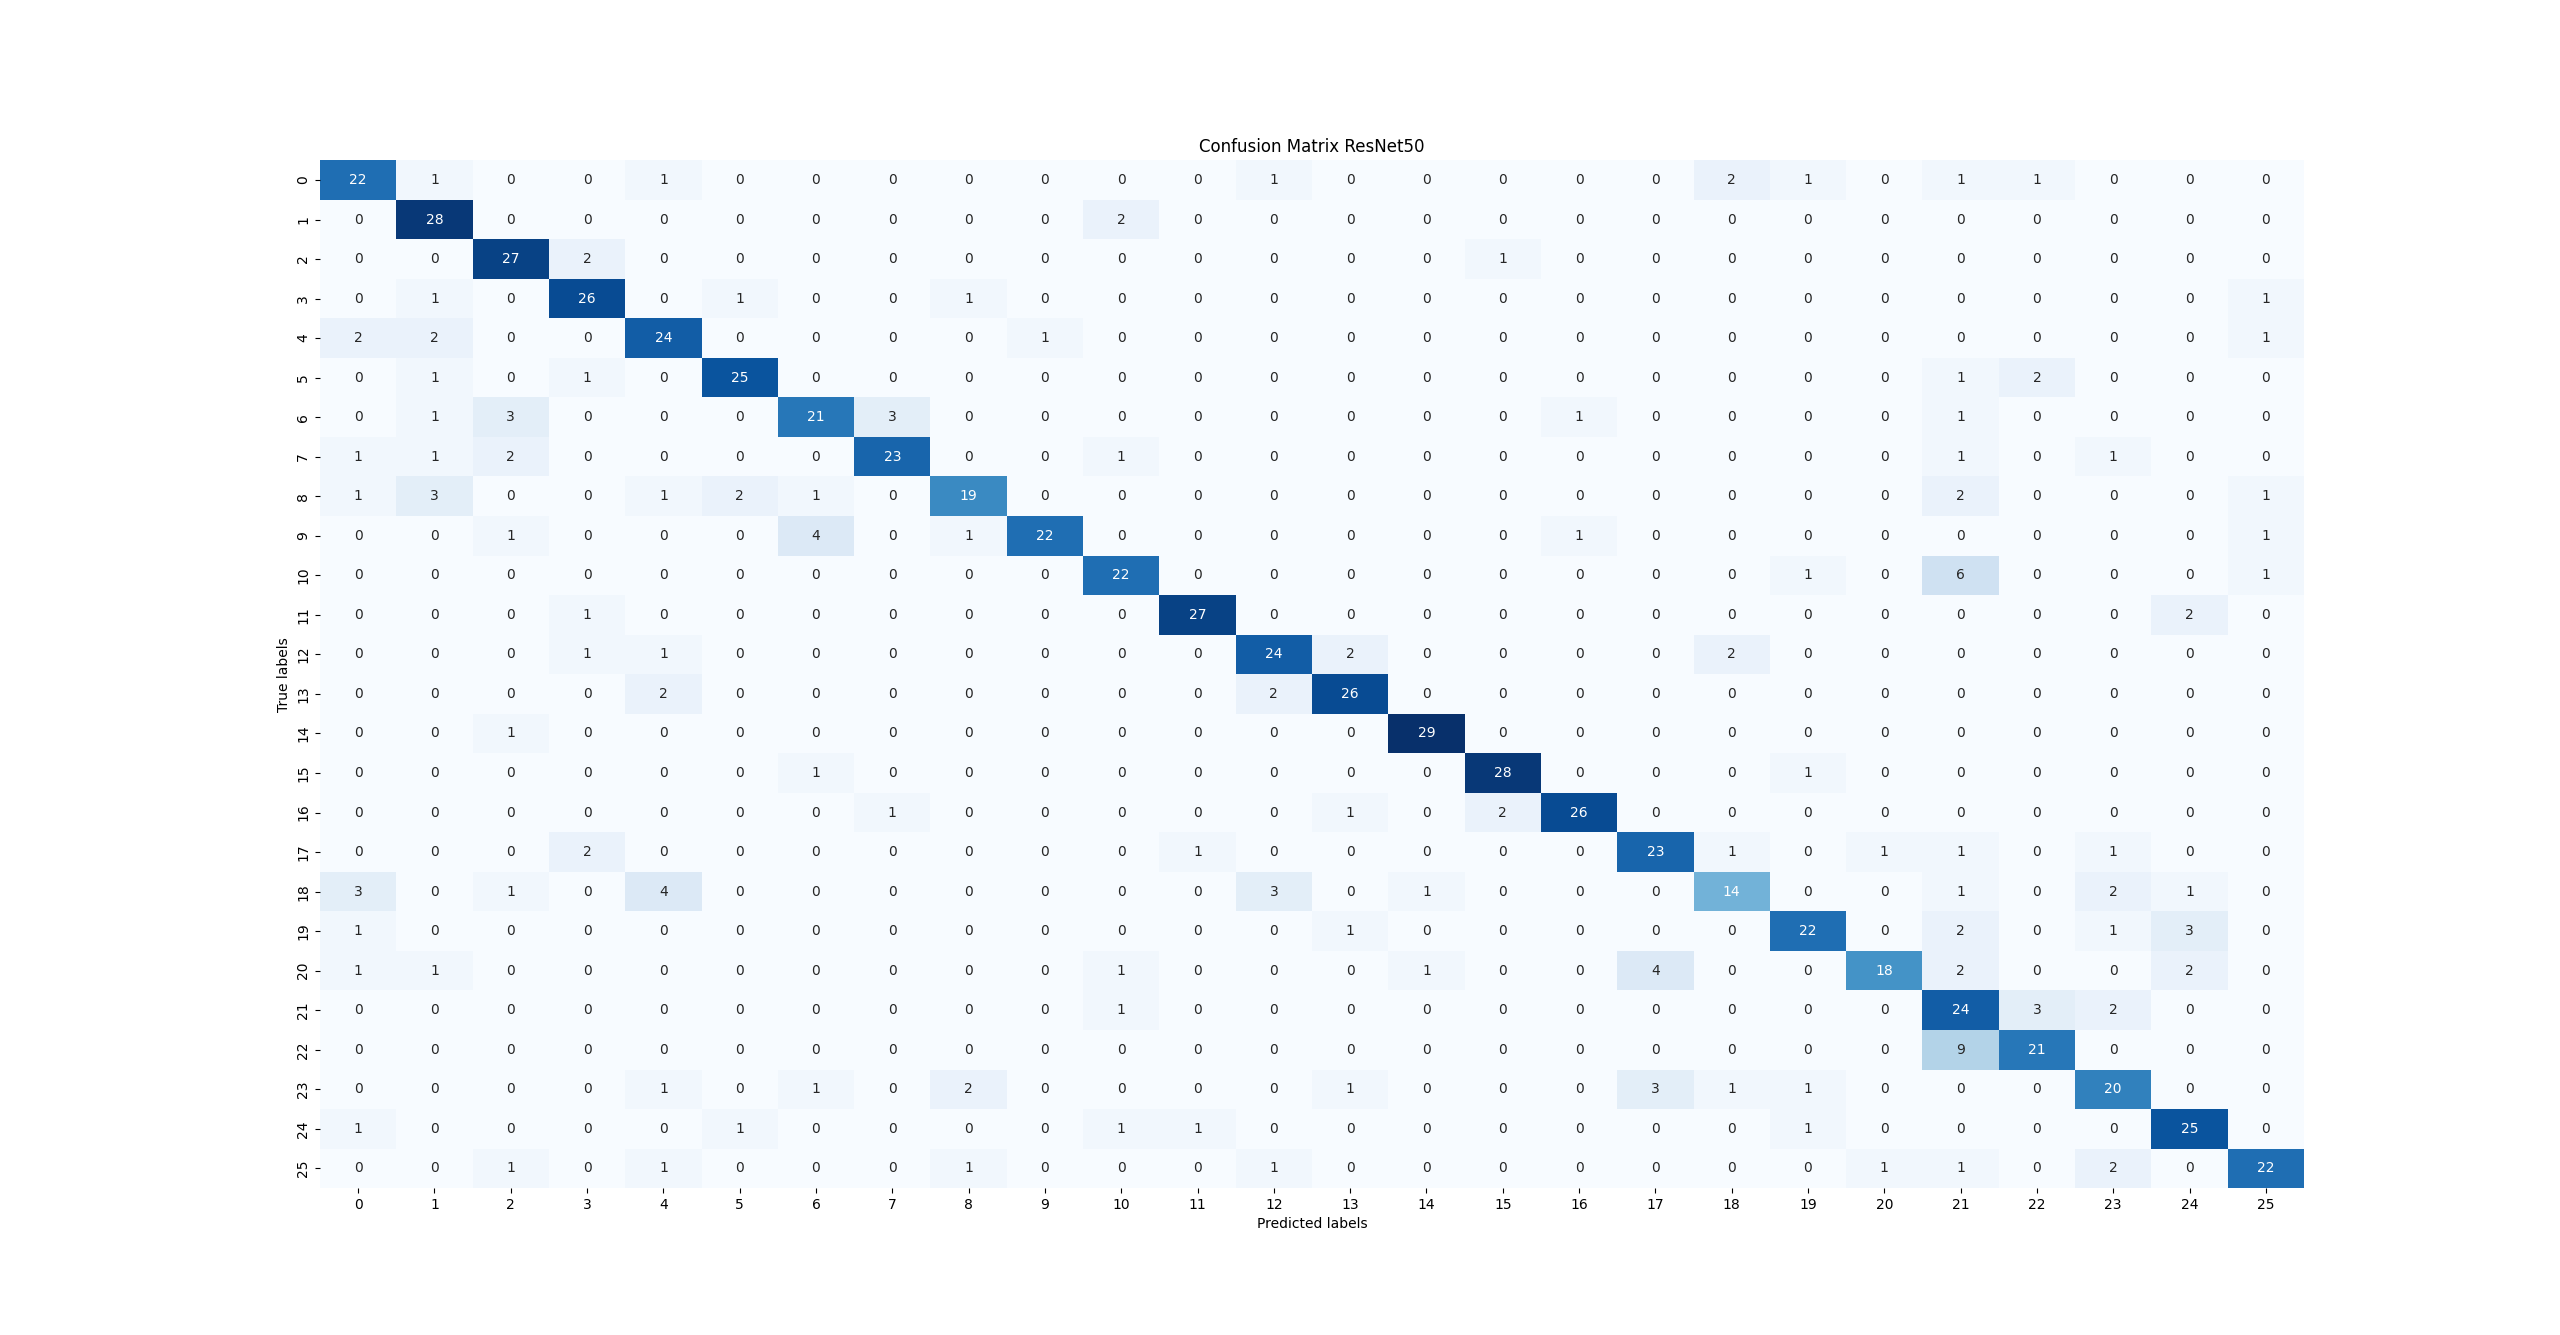 Confusion Matrix ResNet50
0 22 1 0 0 1 0 0 0 0 0 0 0 1 0 0 0 0 0 2 1 0 1 1 0 0 0
1 0 28 0 0 0 0 0 0 0 0 2 0 0 0 0 0 0 0 0 0 0 0 0 0 0 0
2 0 0 27 2 0 0 0 0 0 0 0 0 0 0 0 1 0 0 0 0 0 0 0 0 0 0
3 0 1 0 26 0 1 0 0 1 0 0 0 0 0 0 0 0 0 0 0 0 0 0 0 0 1
4 2 2 0 0 24 0 0 0 0 1 0 0 0 0 0 0 0 0 0 0 0 0 0 0 0 1
5 0 1 0 1 0 25 0 0 0 0 0 0 0 0 0 0 0 0 0 0 0 1 2 0 0 0
6 0 1 3 0 0 0 21 3 0 0 0 0 0 0 0 0 1 0 0 0 0 1 0 0 0 0
7 1 1 2 0 0 0 0 23 0 0 1 0 0 0 0 0 0 0 0 0 0 1 0 1 0 0
8 1 3 0 0 1 2 1 0 19 0 0 0 0 0 0 0 0 0 0 0 0 2 0 0 0 1
9 0 0 1 0 0 0 4 0 1 22 0 0 0 0 0 0 1 0 0 0 0 0 0 0 0 1
10 0 0 0 0 0 0 0 0 0 0 22 0 0 0 0 0 0 0 0 1 0 6 0 0 0 1
11 0 0 0 1 0 0 0 0 0 0 0 27 0 0 0 0 0 0 0 0 0 0 0 0 2 0
12 0 0 0 1 1 0 0 0 0 0 0 0 24 2 0 0 0 0 2 0 0 0 0 0 0 0
13 0 0 0 0 2 0 0 0 0 0 0 0 2 26 0 0 0 0 0 0 0 0 0 0 0 0
14 0 0 1 0 0 0 0 0 0 0 0 0 0 0 29 0 0 0 0 0 0 0 0 0 0 0
15 0 0 0 0 0 0 1 0 0 0 0 0 0 0 0 28 0 0 0 1 0 0 0 0 0 0
16 0 0 0 0 0 0 0 1 0 0 0 0 0 1 0 2 26 0 0 0 0 0 0 0 0 0
17 0 0 0 2 0 0 0 0 0 0 0 1 0 0 0 0 0 23 1 0 1 1 0 1 0 0
18 3 0 1 0 4 0 0 0 0 0 0 0 3 0 1 0 0 0 14 0 0 1 0 2 1 0
19 1 0 0 0 0 0 0 0 0 0 0 0 0 1 0 0 0 0 0 22 0 2 0 1 3 0
20 1 1 0 0 0 0 0 0 0 0 1 0 0 0 1 0 0 4 0 0 18 2 0 0 2 0
21 0 0 0 0 0 0 0 0 0 0 1 0 0 0 0 0 0 0 0 0 0 24 3 2 0 0
22 0 0 0 0 0 0 0 0 0 0 0 0 0 0 0 0 0 0 0 0 0 9 21 0 0 0
23 0 0 0 0 1 0 1 0 2 0 0 0 0 1 0 0 0 3 1 1 0 0 0 20 0 0
24 1 0 0 0 0 1 0 0 0 0 1 1 0 0 0 0 0 0 0 1 0 0 0 0 25 0
25 0 0 1 0 1 0 0 0 1 0 0 0 1 0 0 0 0 0 0 0 1 1 0 2 0 22
0 1 2 3 4 5 6 7 8 9 10 11 12 13 14 15 16 17 18 19 20 21 22 23 24 25
Predicted labels
True labels